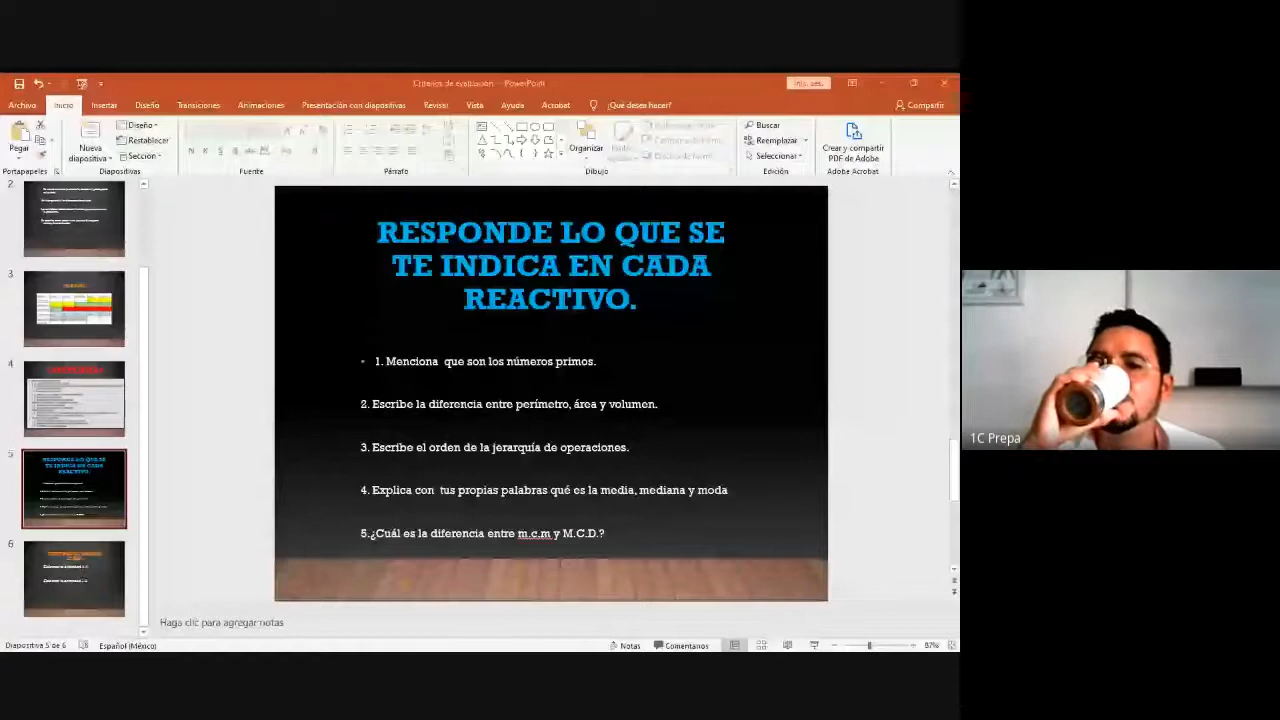 Criterios de evaluación - PowerPoint
Archivo Inicio Insertar Diseño Transiciones Animaciones Presentación con diapositivas Revisar Vista Ayuda Acrobat ¿Qué desea hacer? Compartir
Pegar
Nueva
diapositiva
Diseño
Restablecer
Sección
Organizar
Buscar
Reemplazar
Seleccionar
Crear y compartir
PDF de Adobe
Portapapeles Diapositivas Fuente Párrafo Dibujo Edición Adobe Acrobat
2
3
4
5
6
RESPONDE LO QUE SE
TE INDICA EN CADA
REACTIVO.
1. Menciona que son los números primos.
2. Escribe la diferencia entre perímetro, área y volumen.
3. Escribe el orden de la jerarquía de operaciones.
4. Explica con tus propias palabras qué es la media, mediana y moda
5.¿Cuál es la diferencia entre m.c.m y M.C.D.?
Haga clic para agregar notas
Diapositiva 5 de 6 Español (México) Notas Comentarios 87%
1C Prepa